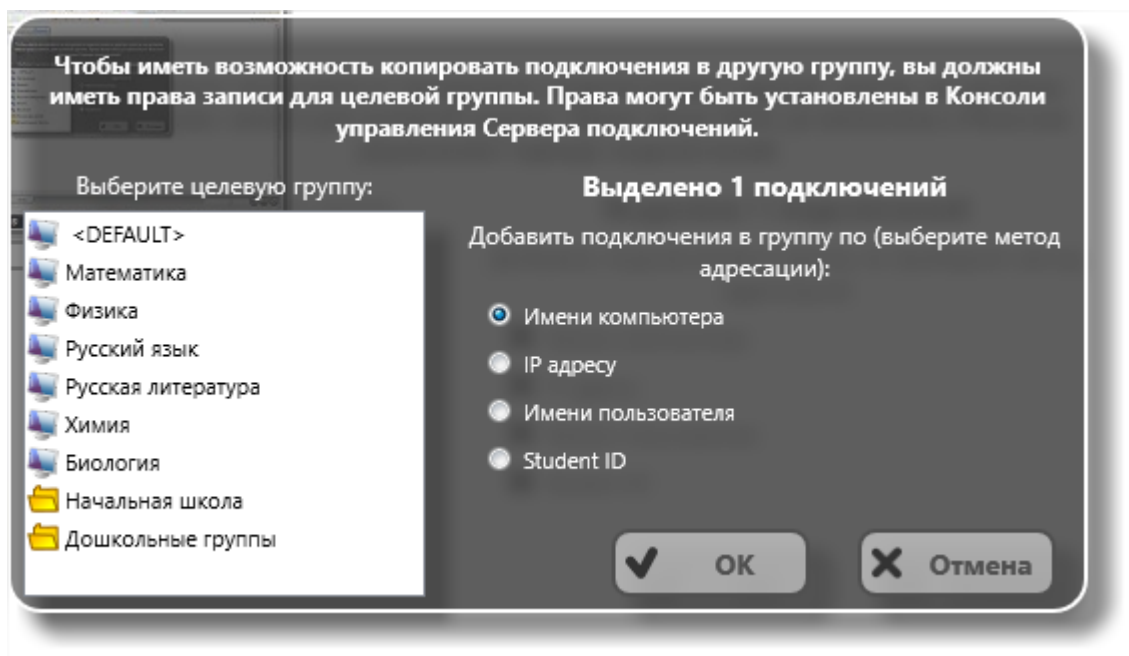 Чтобы иметь возможность копировать подключения в другую группу, вы должны
иметь права записи для целевой группы. Права могут быть установлены в Консоли
управления Сервера подключений.
Выберите целевую группу:
<DEFAULT>
Математика
Физика
Русский язык
Русская литература
Химия
Биология
Начальная школа
Дошкольные группы
Выделено 1 подключений
Добавить подключения в группу по (выберите метод
адресации):
Имени компьютера
IP адресу
Имени пользователя
Student ID
ОК
Отмена